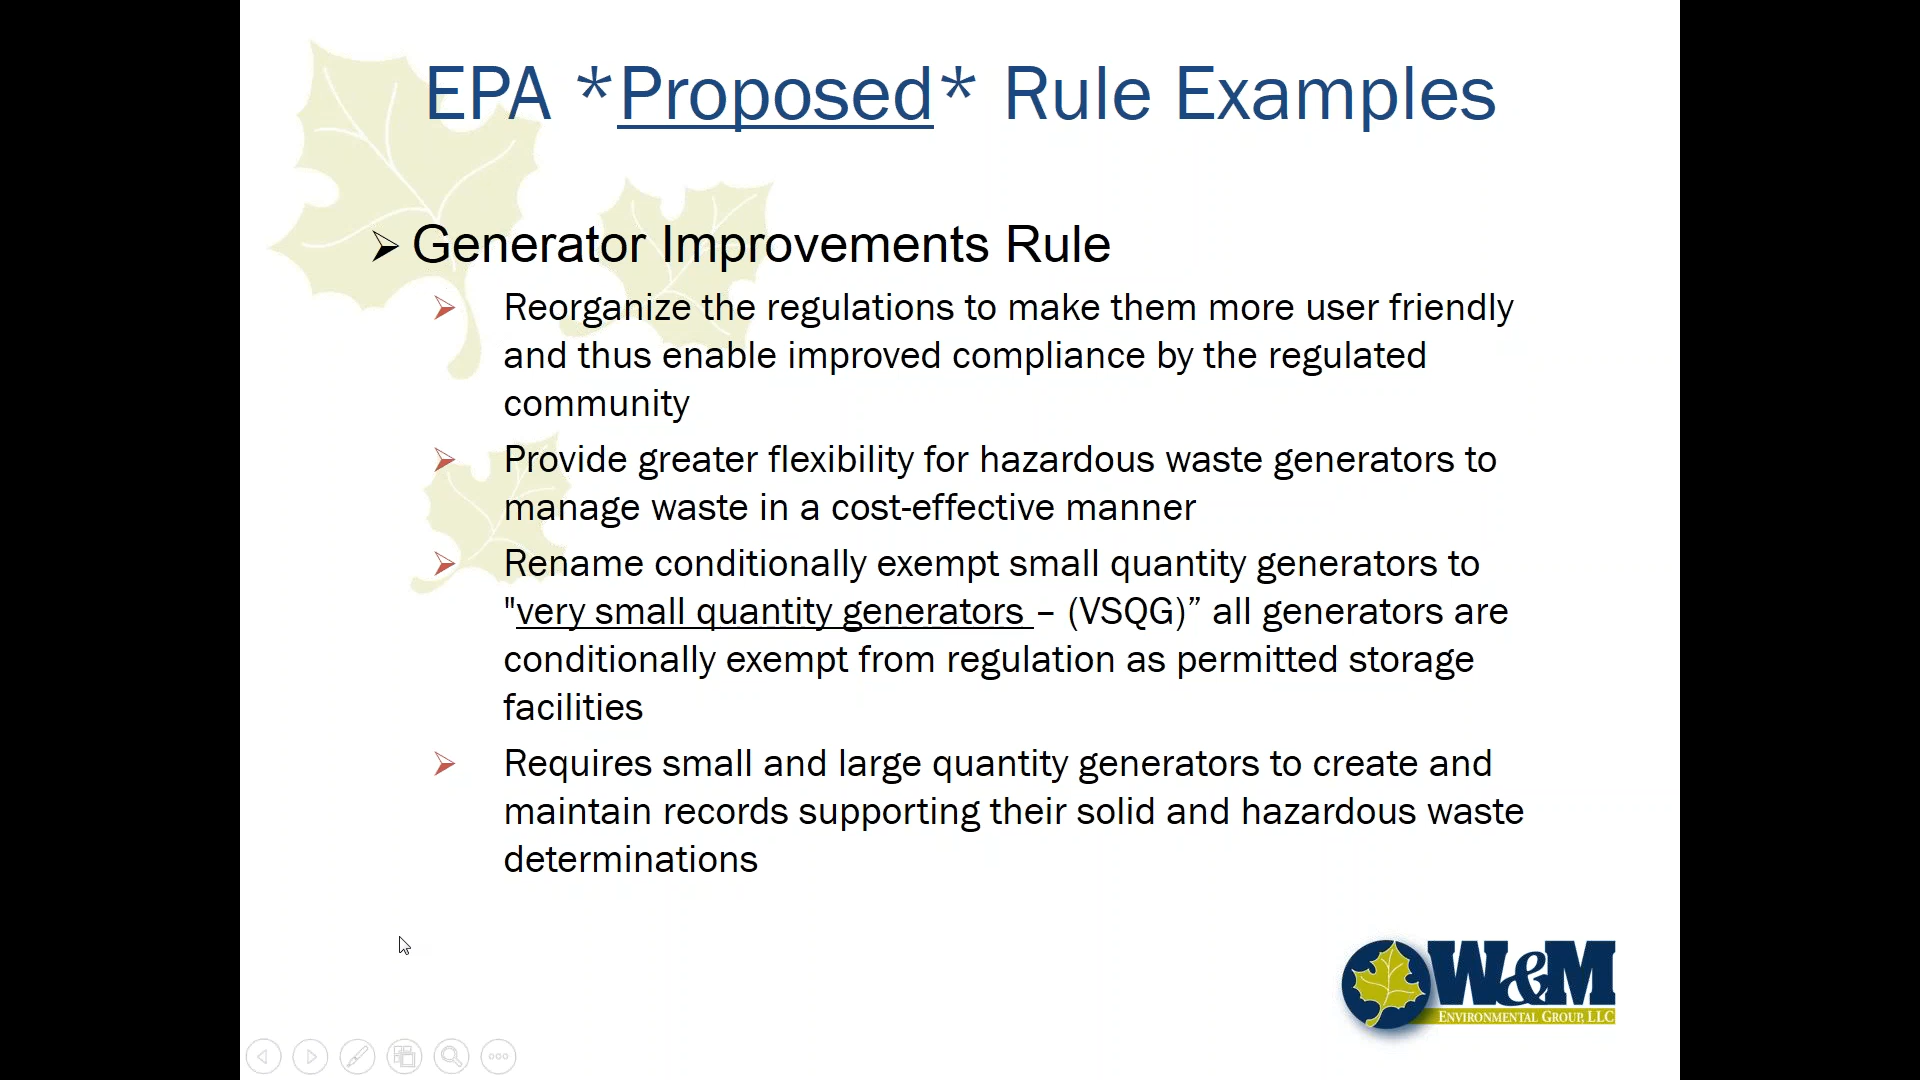 EPA *Proposed* Rule Examples
Generator Improvements Rule
Reorganize the regulations to make them more user friendly
and thus enable improved compliance by the regulated
community
Provide greater flexibility for hazardous waste generators to
manage waste in a cost-effective manner
Rename conditionally exempt small quantity generators to
"very small quantity generators – (VSQG)” all generators are
conditionally exempt from regulation as permitted storage
facilities
Requires small and large quantity generators to create and
maintain records supporting their solid and hazardous waste
determinations
W&M
ENVIRONMENTAL GROUP, LLC